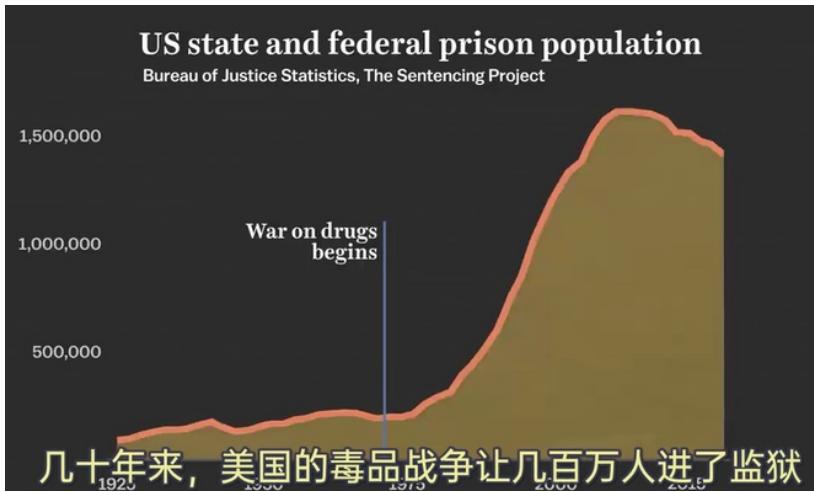 US state and federal prison population
Bureau of Justice Statistics, The Sentencing Project
1,500,000
War on drugs
begins
1,000,000
500,000
几十年来，美国的毒品战争让几百万人进了监狱
1925
1950
1975
2000
2015